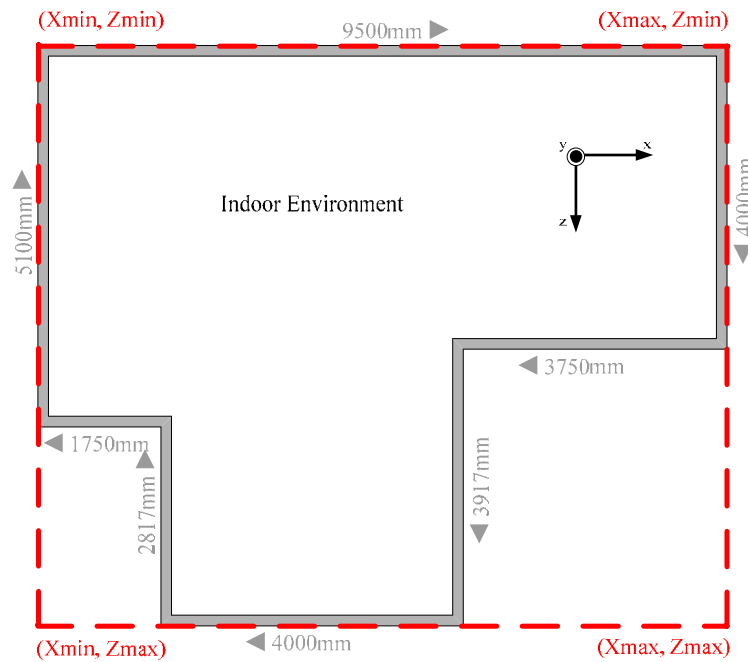 (Xmin, Zmin)
(Xmax, Zmin)
9500mm
y
x
z
5100mm
4000mm
Indoor Environment
3750mm
1750mm
2817mm
3917mm
4000mm
(Xmin, Zmax)
(Xmax, Zmax)